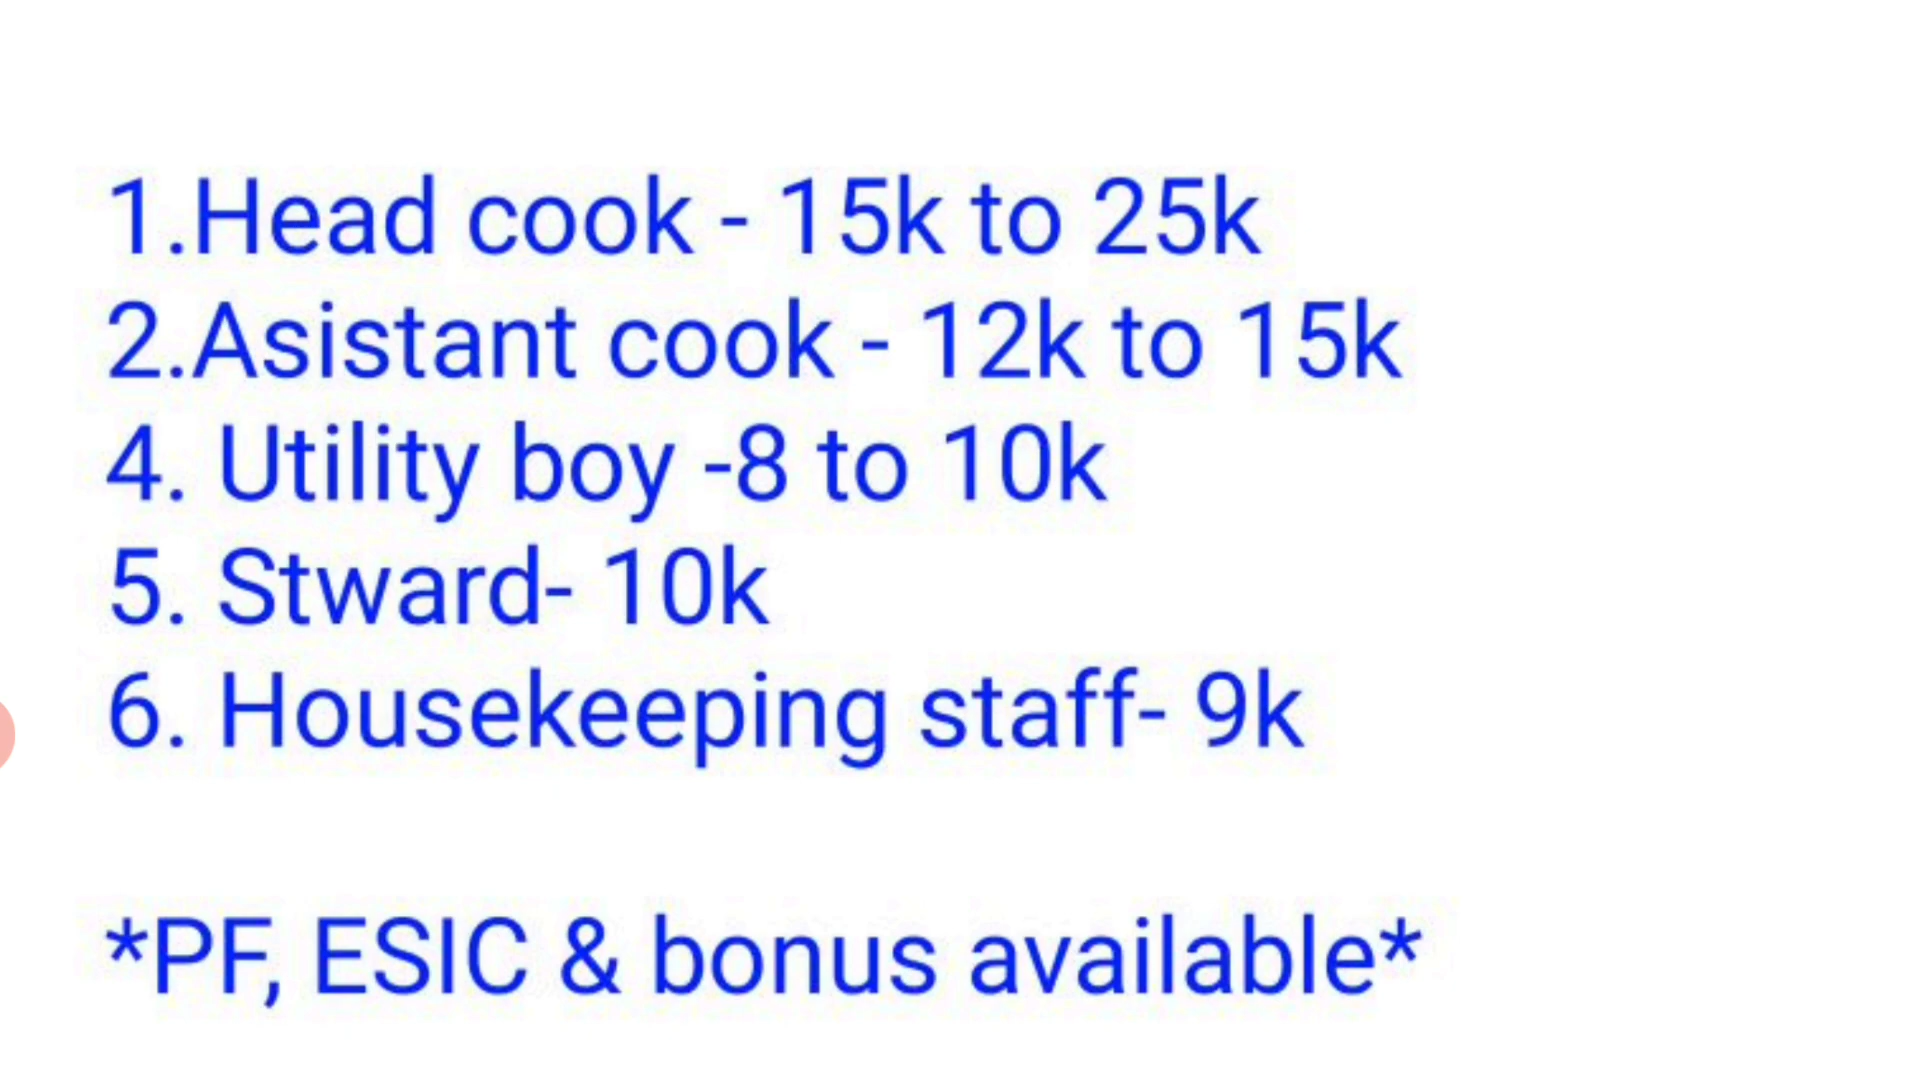 1.Head cook - 15k to 25k
2.Asistant cook - 12k to 15k
4. Utility boy -8 to 10k
5. Stward- 10k
6. Housekeeping staff- 9k
*PF, ESIC & bonus available*